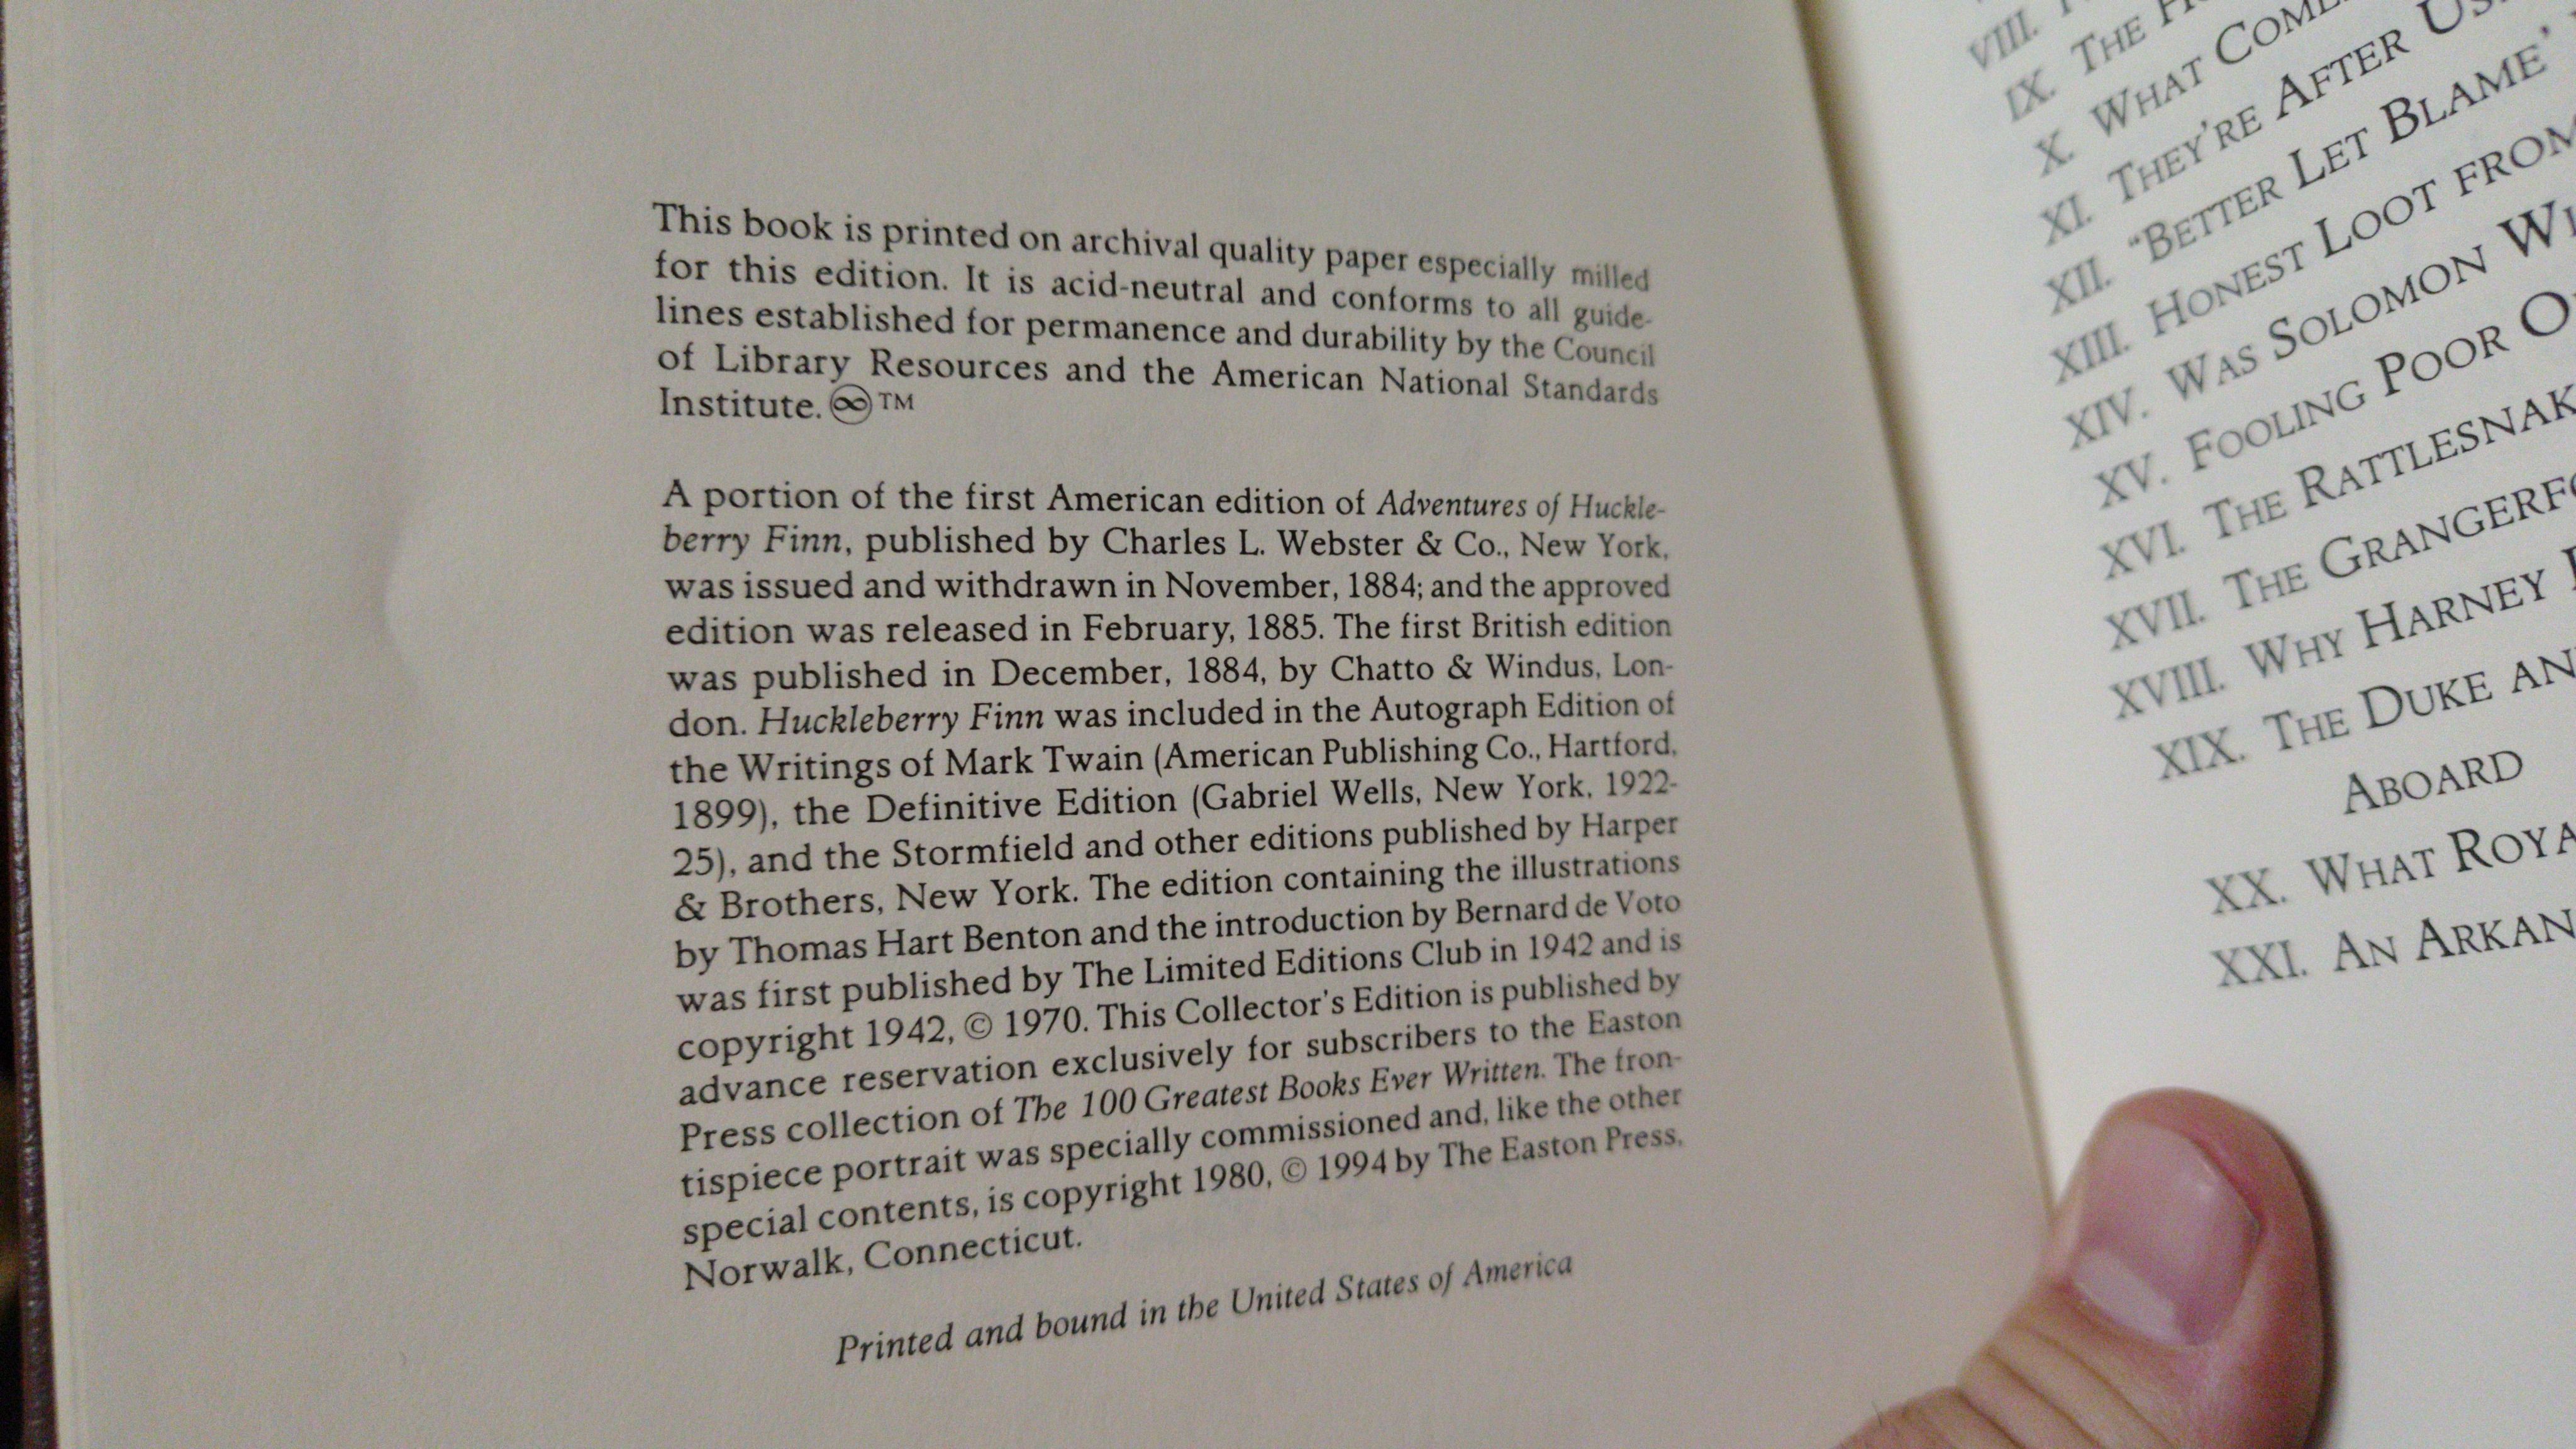 This book is printed on archival quality paper especially milled
for this edition. It is acid-neutral and conforms to all guide-
lines established for permanence and durability by the Council
of Library Resources and the American National Standards
Institute. ♾™
A portion of the first American edition of Adventures of Huckle-
berry Finn, published by Charles L. Webster & Co., New York,
was issued and withdrawn in November, 1884; and the approved
edition was released in February, 1885. The first British edition
was published in December, 1884, by Chatto & Windus, Lon-
don. Huckleberry Finn was included in the Autograph Edition of
the Writings of Mark Twain (American Publishing Co., Hartford,
1899), the Definitive Edition (Gabriel Wells, New York, 1922-
25), and the Stormfield and other editions published by Harper
& Brothers, New York. The edition containing the illustrations
by Thomas Hart Benton and the introduction by Bernard de Voto
was first published by The Limited Editions Club in 1942 and is
copyright 1942, © 1970. This Collector's Edition is published by
advance reservation exclusively for subscribers to the Easton
Press collection of The 100 Greatest Books Ever Written. The fron-
tispiece portrait was specially commissioned and, like the other
special contents, is copyright 1980, © 1994 by The Easton Press,
Norwalk, Connecticut.
Printed and bound in the United States of America
VIII.
IX. THE
X. WHAT
XI. THEY'RE AFTER
XII. "BETTER LET BLAME
XIII. HONEST LOOT FROM
XIV. WAS SOLOMON
XV. FOOLING POOR
XVI. THE
XVII. THE
XVIII. WHY HARNEY
XIX. THE DUKE
ABOARD
XX. WHAT
XXI. AN